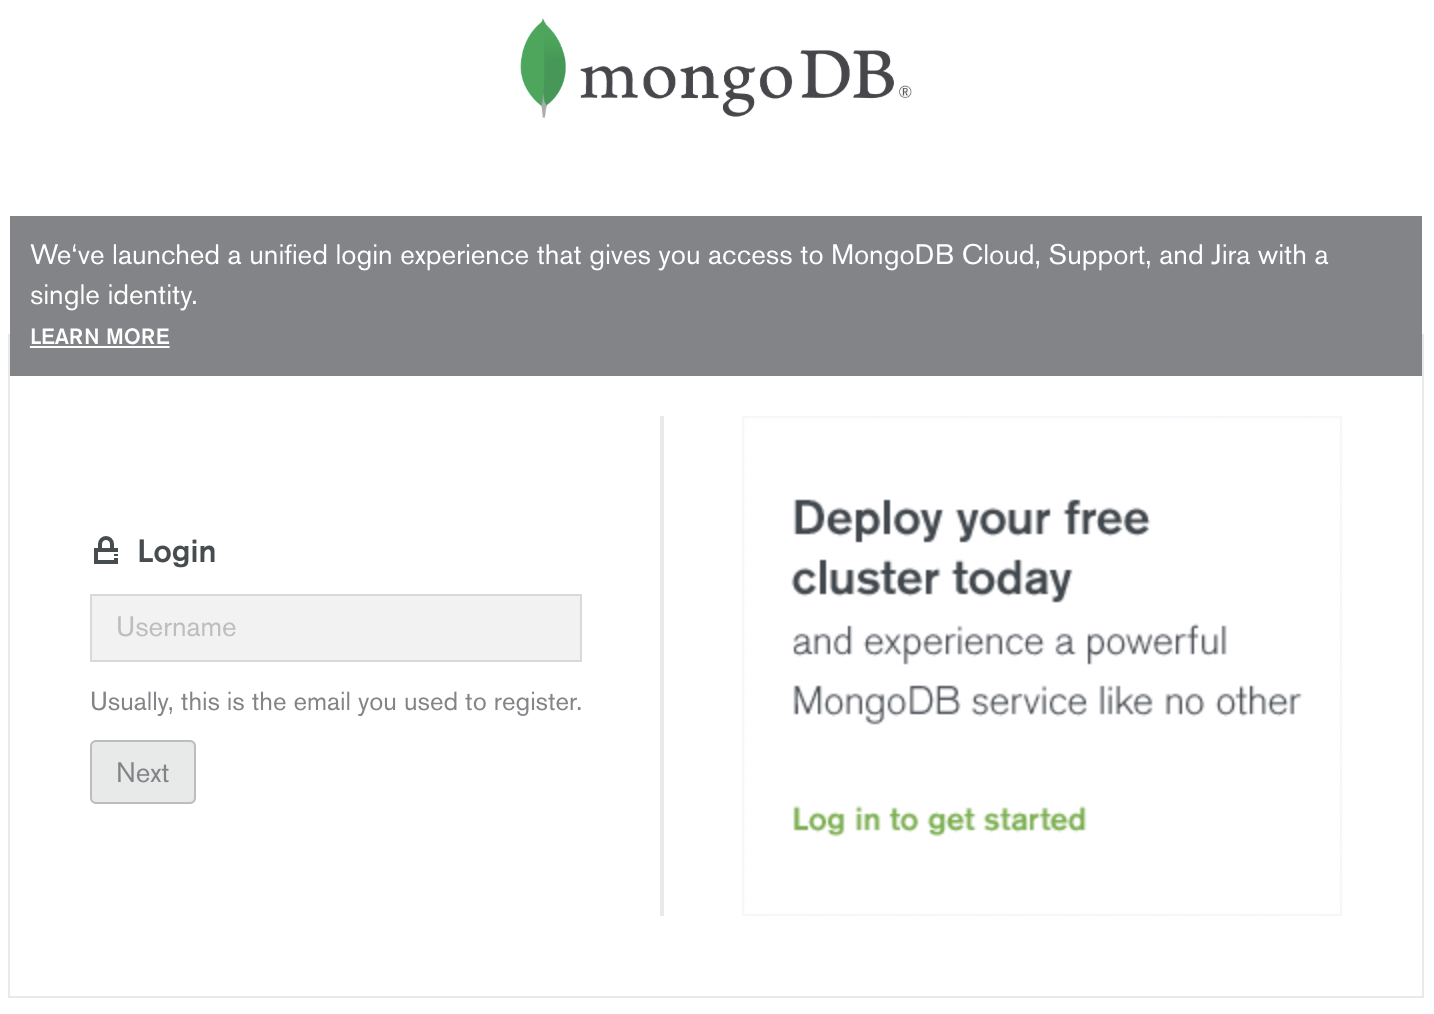 mongoDB®
We‘ve launched a unified login experience that gives you access to MongoDB Cloud, Support, and Jira with a
single identity.
LEARN MORE
Login
Username
Usually, this is the email you used to register.
Next
Deploy your free
cluster today
and experience a powerful
MongoDB service like no other
Log in to get started